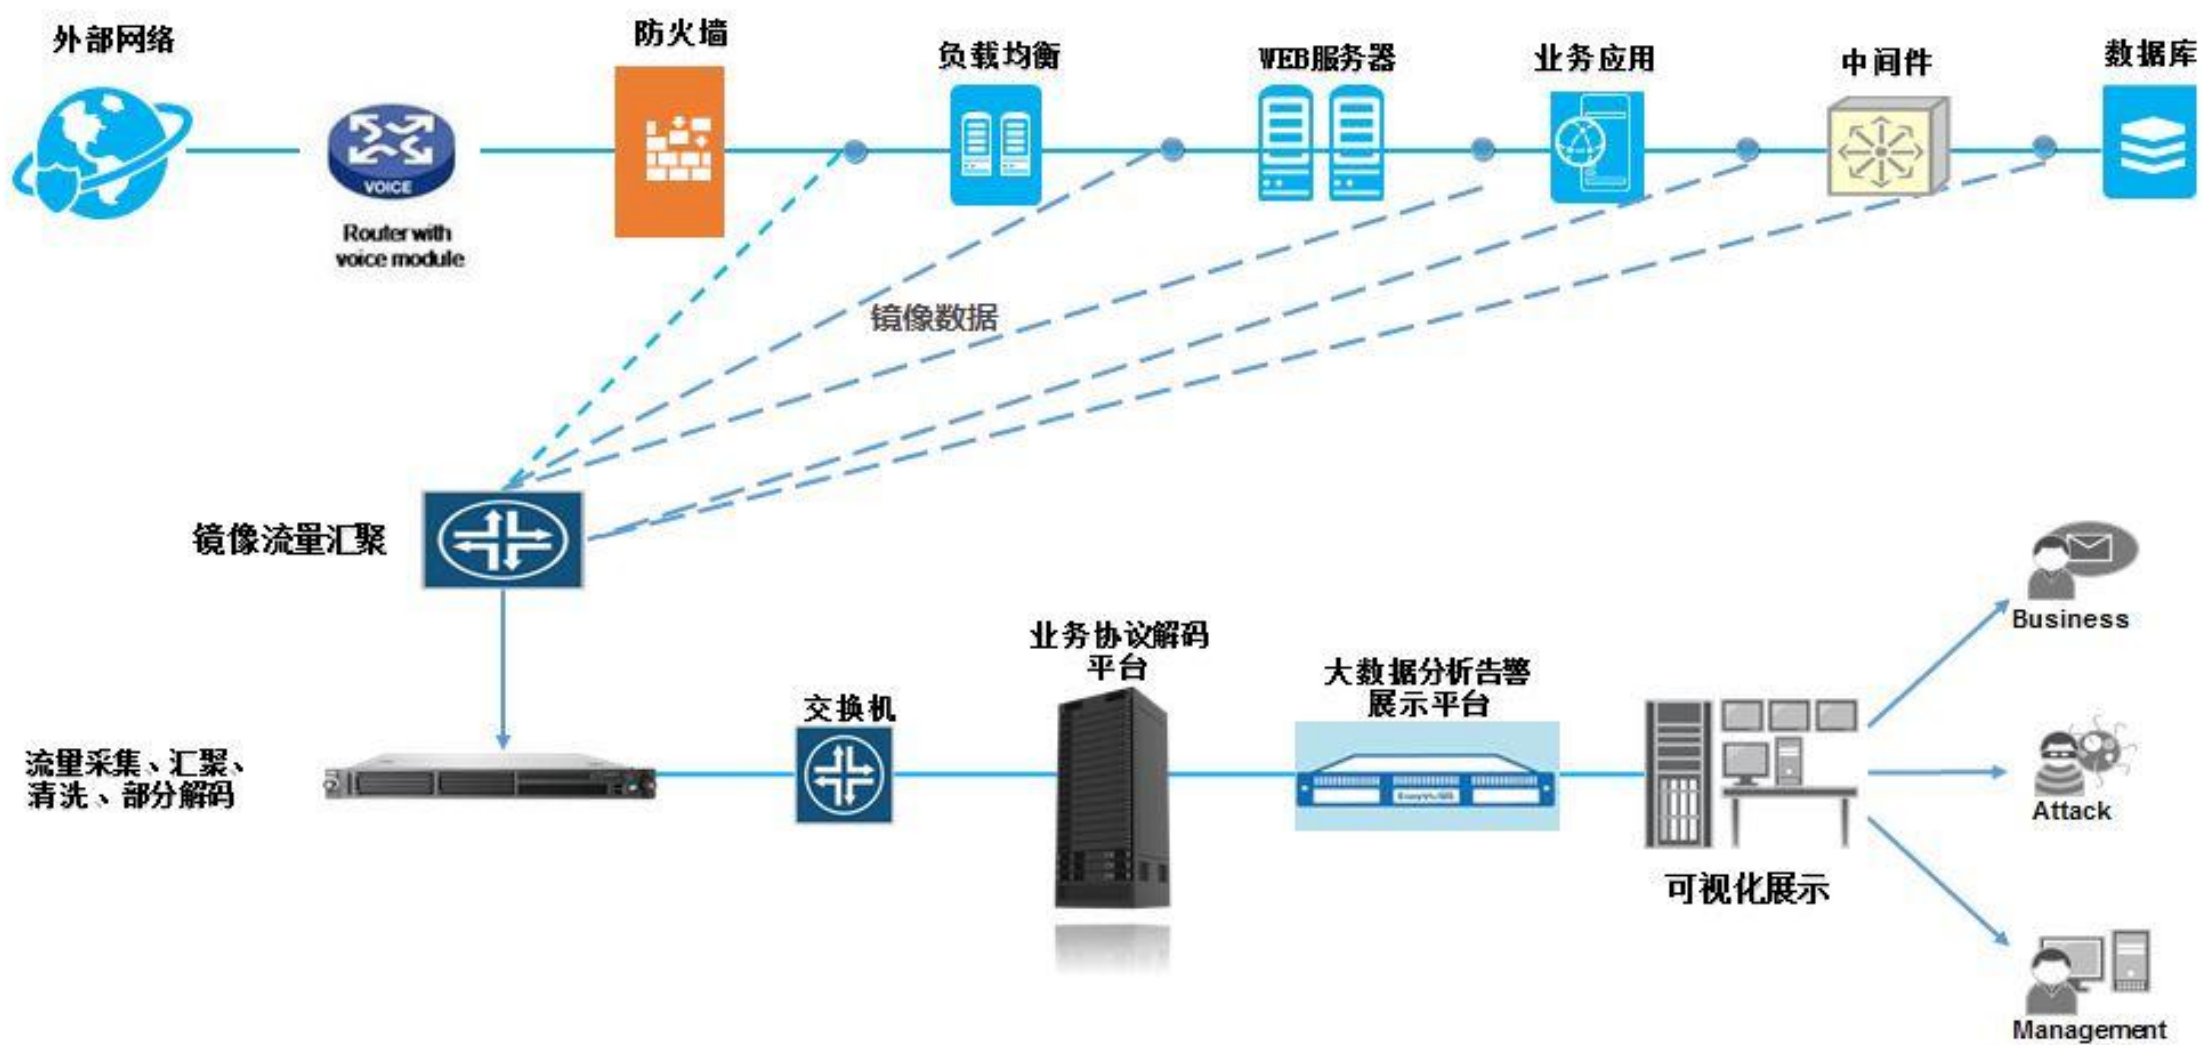 外部网络
防火墙
负载均衡
WEB服务器
业务应用
中间件
数据库
VOICE
Router with
voice module
镜像数据
镜像流量汇聚
流量采集、汇聚、
清洗、部分解码
交换机
业务协议解码
平台
大数据分析告警
展示平台
可视化展示
Business
Attack
Management